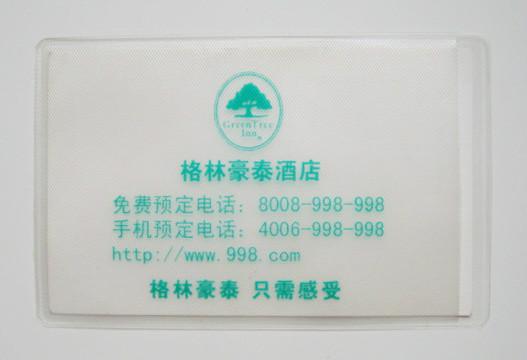 GreenTree
Inn
格林豪泰酒店
免费预定电话：8008-998-998
手机预定电话：4006-998-998
http://www.998.com
格林豪泰 只需感受